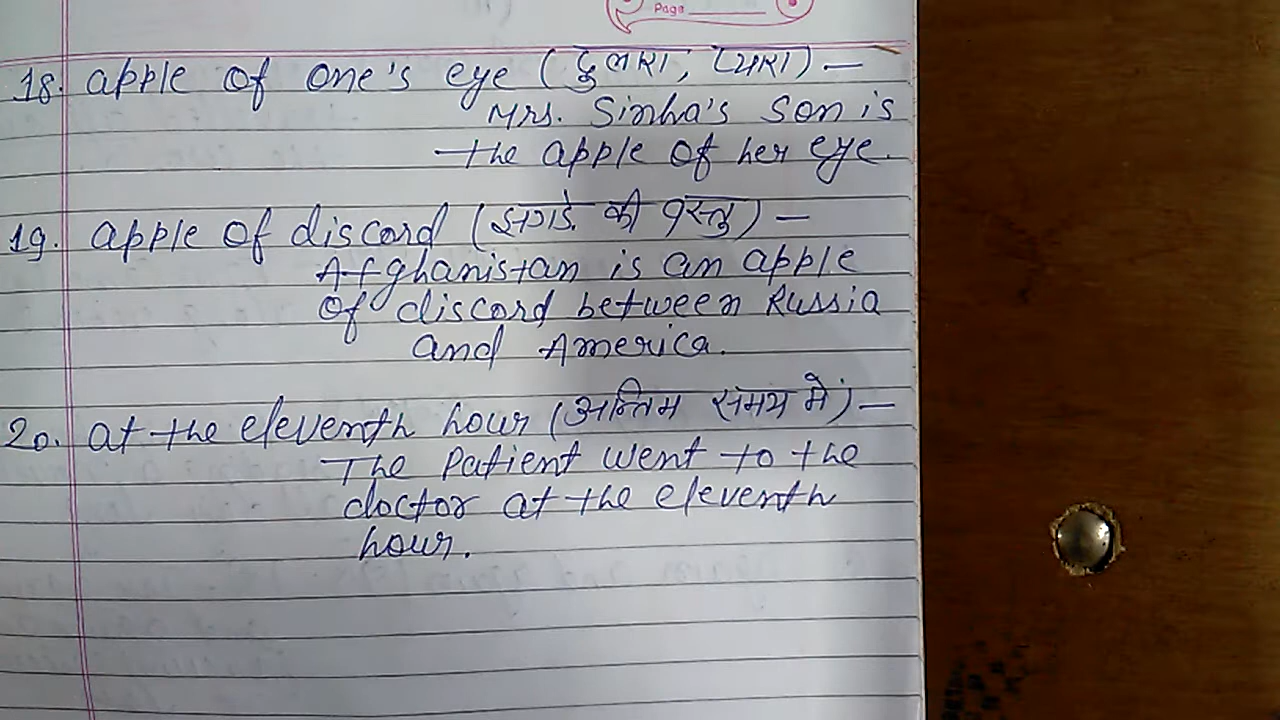 Page
18. apple of one's eye (दुलारा, प्यारा) —
Mrs. Sinha's son is
the apple of her eye.
19. apple of discord (झगड़े की वस्तु) —
Afghanistan is an apple
of discord between Russia
and America.
20. at the eleventh hour (अन्तिम समय में) —
The Patient went to the
doctor at the eleventh
hour.